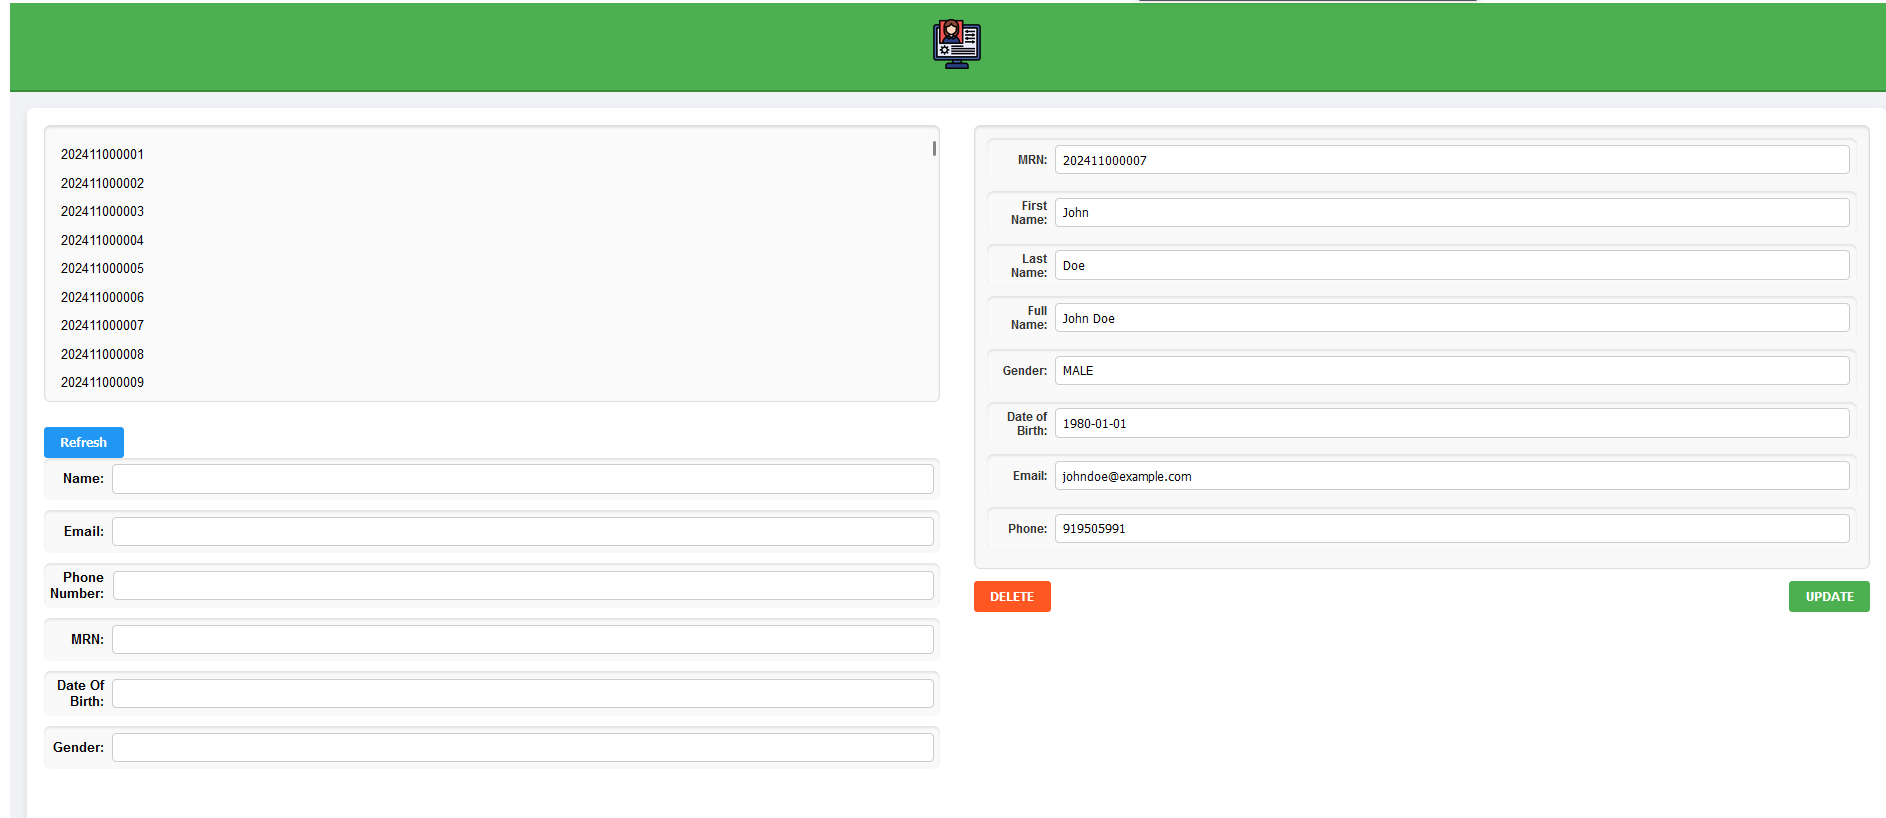 202411000001
202411000002
202411000003
202411000004
202411000005
202411000006
202411000007
202411000008
202411000009
Refresh
Name:
Email:
Phone
Number:
MRN:
Date Of
Birth:
Gender:
MRN: 202411000007
First
Name: John
Last
Name: Doe
Full
Name: John Doe
Gender: MALE
Date of
Birth: 1980-01-01
Email: johndoe@example.com
Phone: 919505991
DELETE
UPDATE